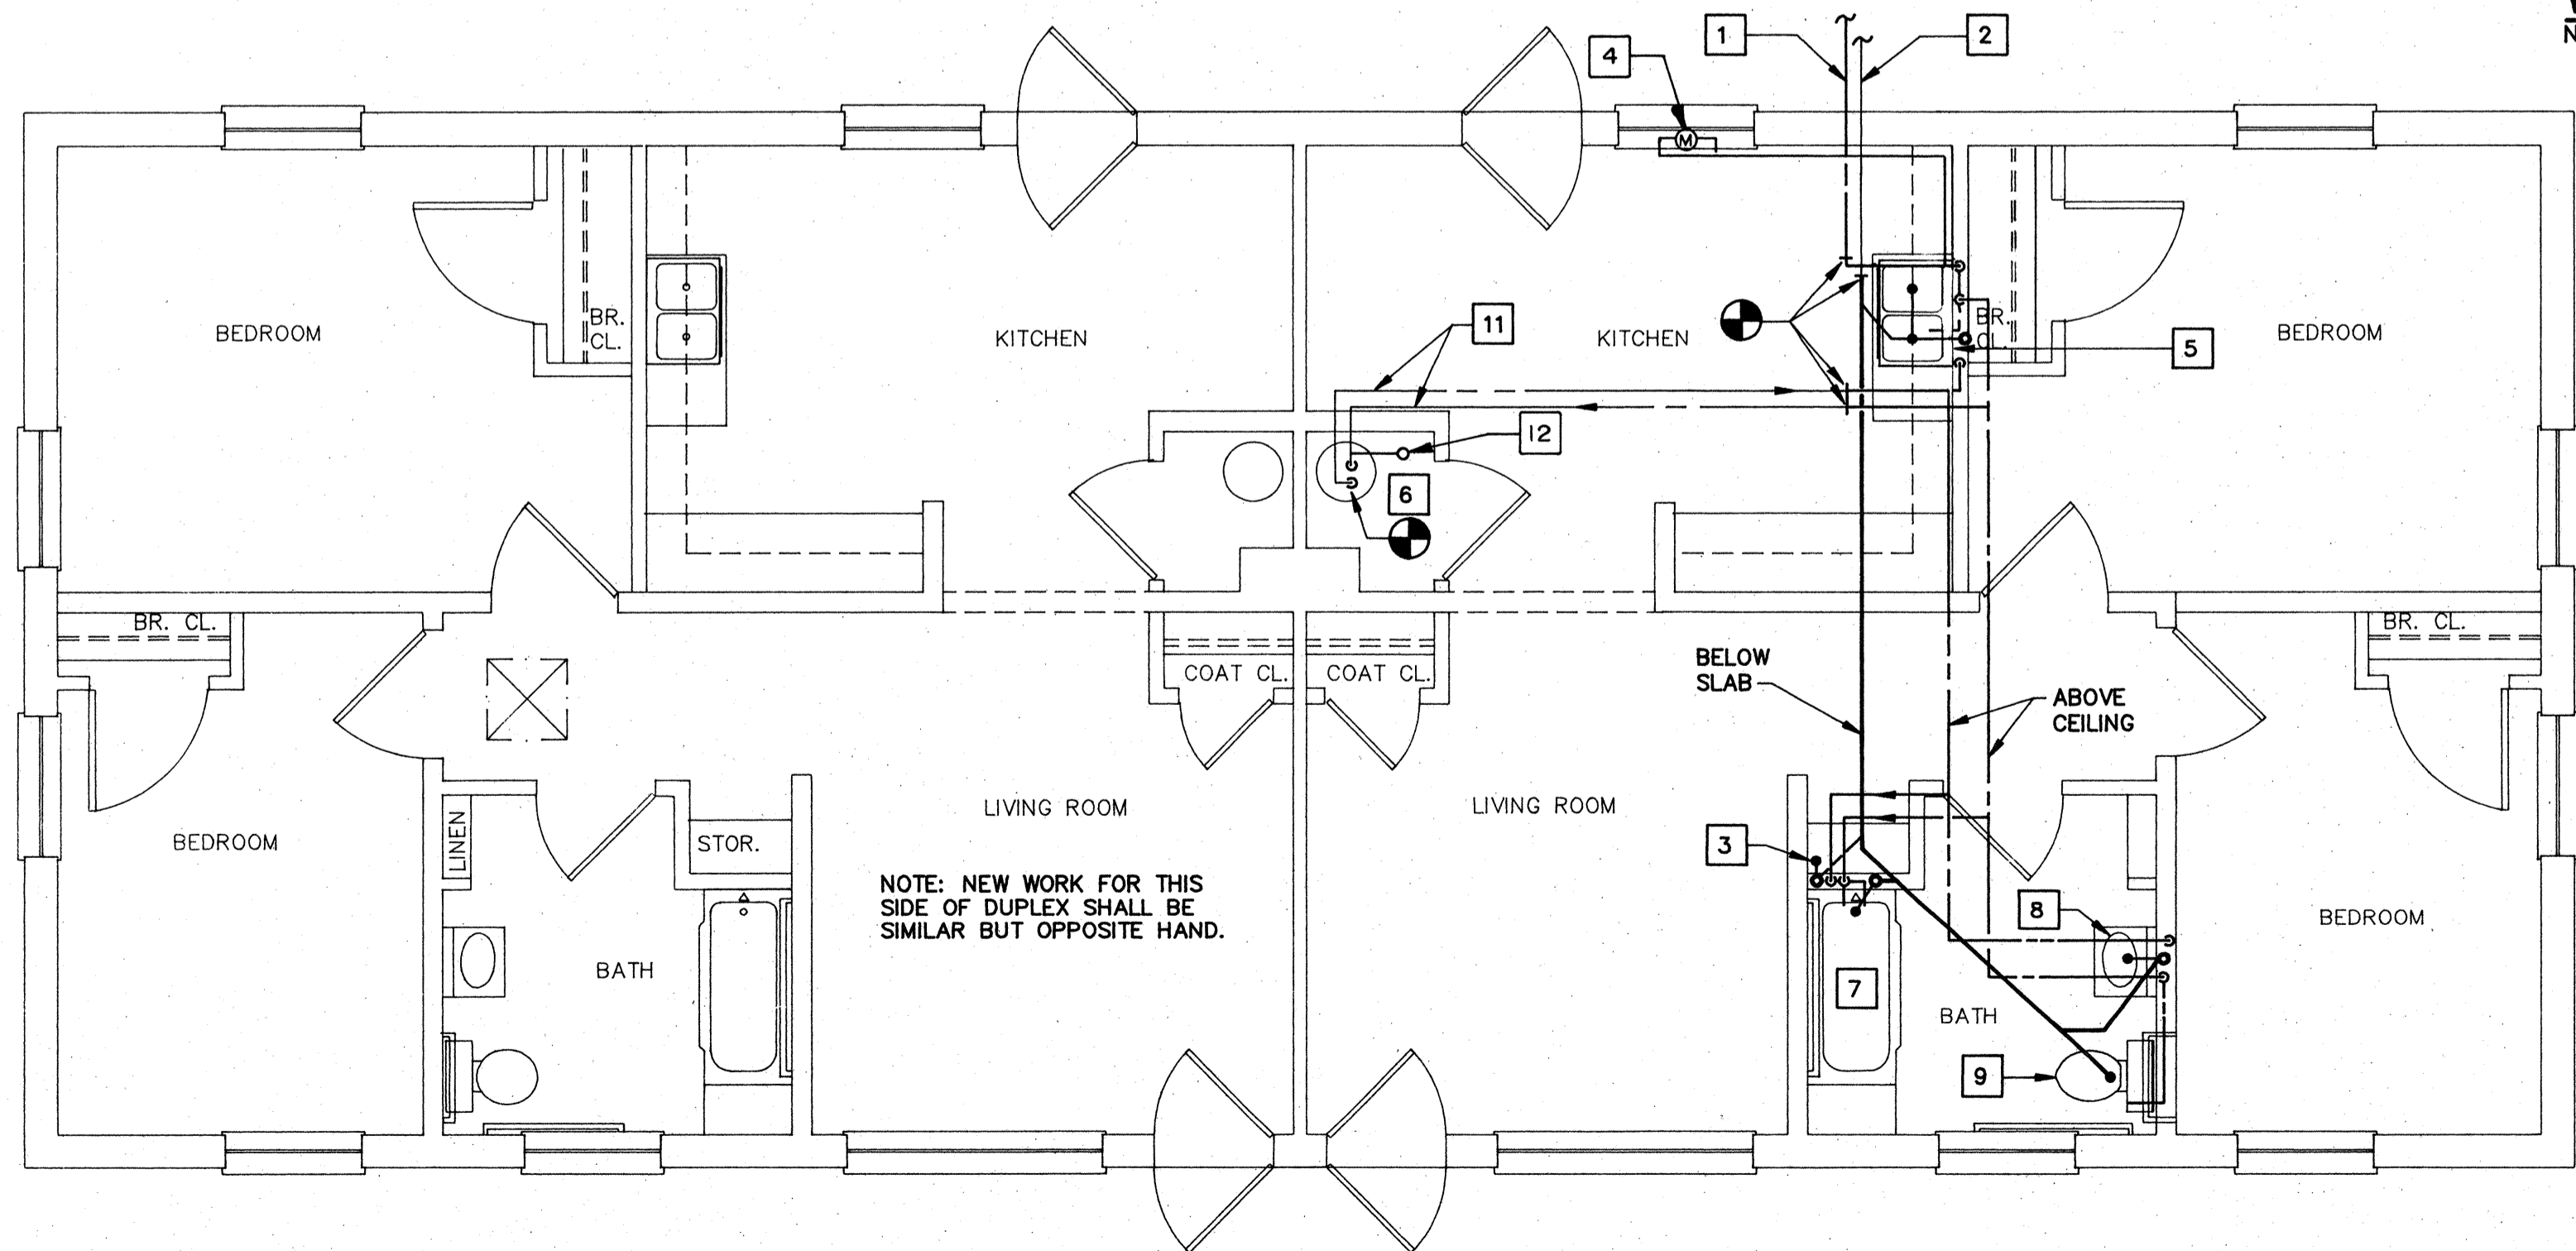 N
1
2
4
BEDROOM
BR.
CL.
KITCHEN
KITCHEN
BR.
CL.
BEDROOM
M
11
5
12
6
BR. CL.
COAT CL.
COAT CL.
BR. CL.
BELOW
SLAB
ABOVE
CEILING
BEDROOM
LINEN
STOR.
LIVING ROOM
LIVING ROOM
3
NOTE: NEW WORK FOR THIS
SIDE OF DUPLEX SHALL BE
SIMILAR BUT OPPOSITE HAND.
8
BEDROOM
BATH
7
BATH
9